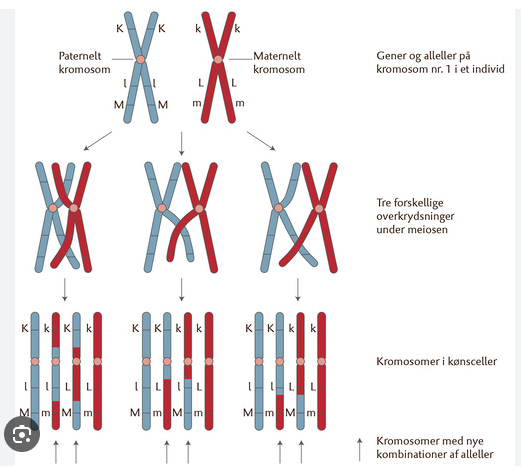 K K k k
Paternelt
kromosom
Maternelt
kromosom
Gener og alleller på
kromosom nr. 1 i et individ
l l L L
M M m m
Tre forskellige
overkrydsninger
under meiosen
K k K k
K K k k
K K k k
Kromosomer i kønsceller
l l L L
l L l L
l l L L
M m M m
M m M m
M m M m
Kromosomer med nye
kombinationer af alleller